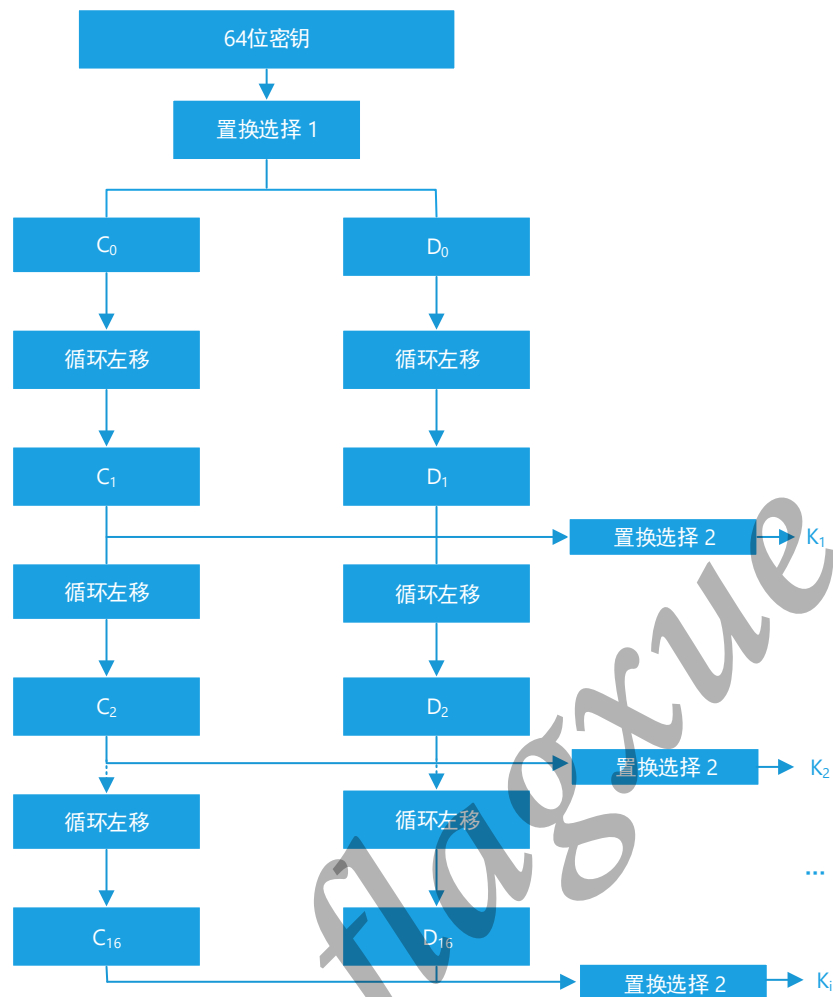 64位密钥
置换选择 1
C₀ D₀
循环左移 循环左移
C₁ D₁
置换选择 2 K₁
循环左移 循环左移
C₂ D₂
置换选择 2 K₂
循环左移 循环左移
...
C₁₆ D₁₆
置换选择 2 Kᵢ
flagxue